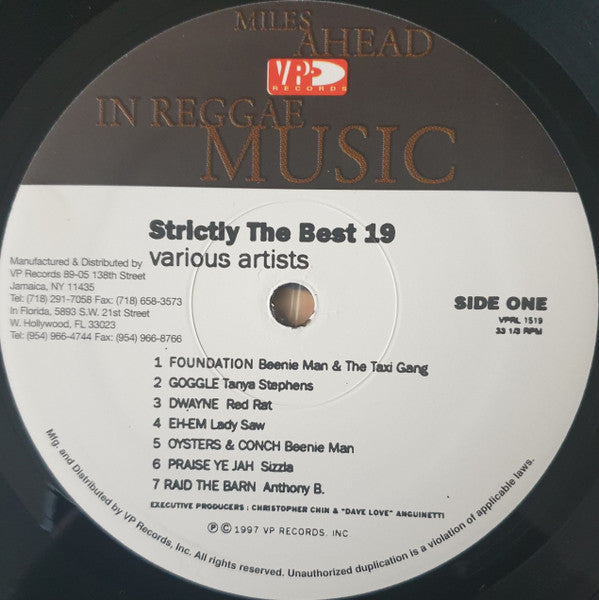 MILES
AHEAD
VP
RECORDS
IN REGGAE
MUSIC
Strictly The Best 19
various artists
Manufactured & Distributed by
VP Records 89-05 138th Street
Jamaica, NY 11435
Tel: (718) 291-7058 Fax: (718) 658-3573
In Florida, 5893 S.W. 21st Street
W. Hollywood, FL 33023
Tel: (954) 966-4744 Fax: (954) 966-8766
SIDE ONE
VPRL 1519
33 1/3 RPM
1 FOUNDATION Beenie Man & The Taxi Gang
2 GOGGLE Tanya Stephens
3 DWAYNE Red Rat
4 EH-EM Lady Saw
5 OYSTERS & CONCH Beenie Man
6 PRAISE YE JAH Sizzla
7 RAID THE BARN Anthony B.
EXECUTIVE PRODUCERS : CHRISTOPHER CHIN & "DAVE LOVE" ANGUINETTI
℗ © 1997 VP RECORDS, INC
Mfg. and Distributed by VP Records, Inc. All rights reserved. Unauthorized duplication is a violation of applicable laws.